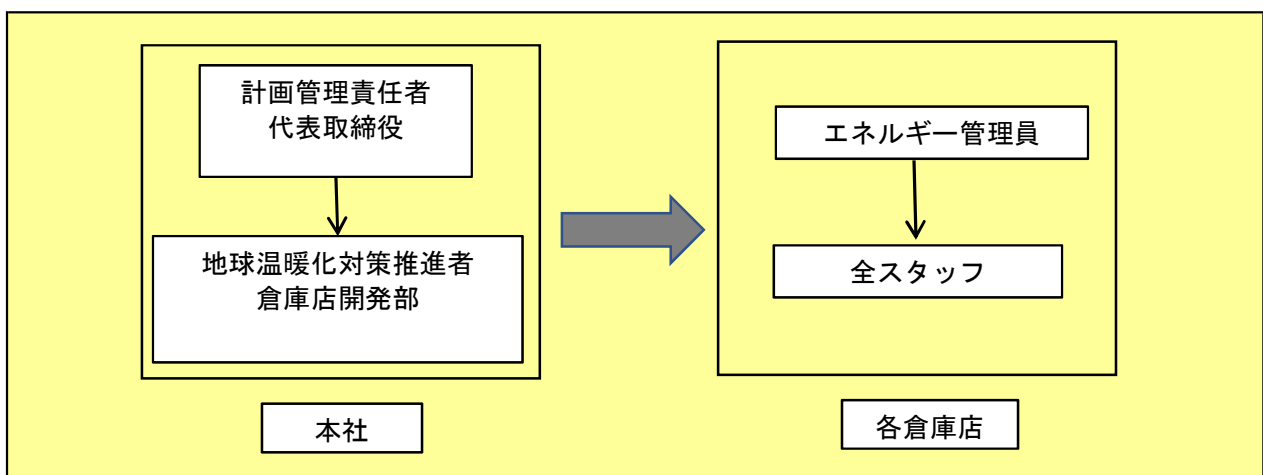 計画管理責任者
代表取締役
地球温暖化対策推進者
倉庫店開発部
本社
エネルギー管理員
全スタッフ
各倉庫店